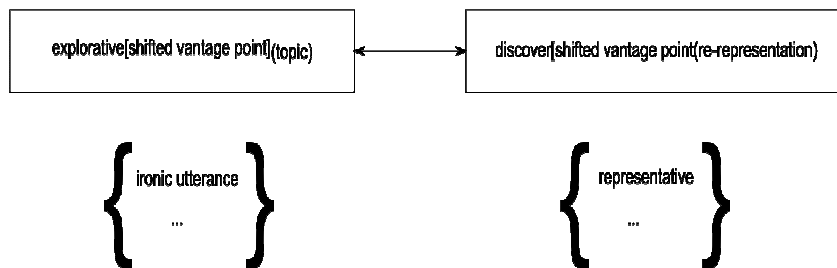 explorative[shifted vantage point](topic)
discover[shifted vantage point(re-representation)
ironic utterance
...
representative
...